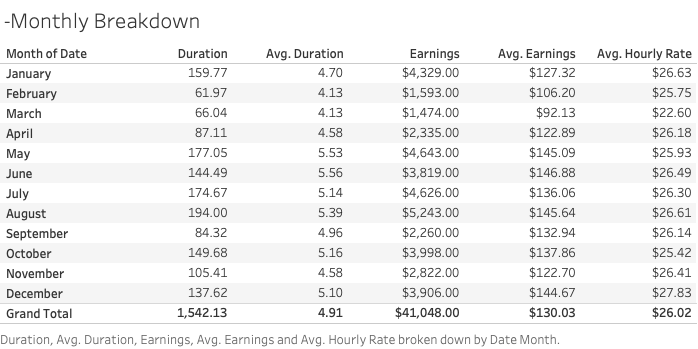 -Monthly Breakdown
Month of Date Duration Avg. Duration Earnings Avg. Earnings Avg. Hourly Rate
January 159.77 4.70 $4,329.00 $127.32 $26.63
February 61.97 4.13 $1,593.00 $106.20 $25.75
March 66.04 4.13 $1,474.00 $92.13 $22.60
April 87.11 4.58 $2,335.00 $122.89 $26.18
May 177.05 5.53 $4,643.00 $145.09 $25.93
June 144.49 5.56 $3,819.00 $146.88 $26.49
July 174.67 5.14 $4,626.00 $136.06 $26.30
August 194.00 5.39 $5,243.00 $145.64 $26.61
September 84.32 4.96 $2,260.00 $132.94 $26.14
October 149.68 5.16 $3,998.00 $137.86 $25.42
November 105.41 4.58 $2,822.00 $122.70 $26.41
December 137.62 5.10 $3,906.00 $144.67 $27.83
Grand Total 1,542.13 4.91 $41,048.00 $130.03 $26.02
Duration, Avg. Duration, Earnings, Avg. Earnings and Avg. Hourly Rate broken down by Date Month.